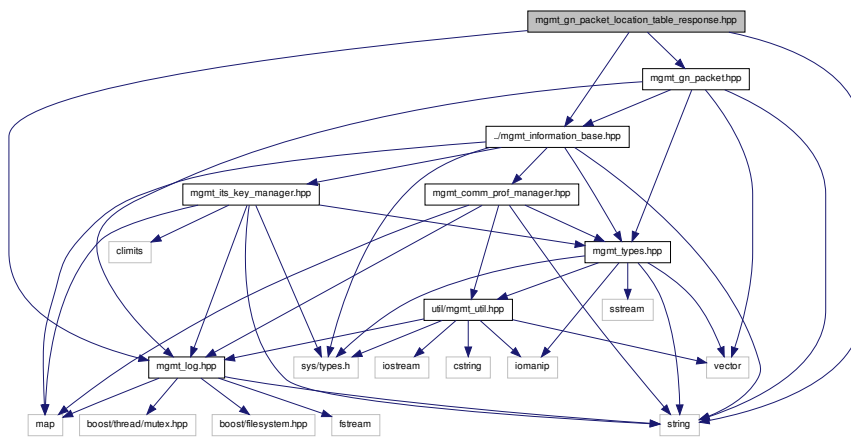 mgmt_gn_packet_location_table_response.hpp
mgmt_gn_packet.hpp
../mgmt_information_base.hpp
mgmt_its_key_manager.hpp
mgmt_comm_prof_manager.hpp
climits
mgmt_types.hpp
util/mgmt_util.hpp
sstream
mgmt_log.hpp
sys/types.h
iostream
cstring
iomanip
vector
map
boost/thread/mutex.hpp
boost/filesystem.hpp
fstream
string